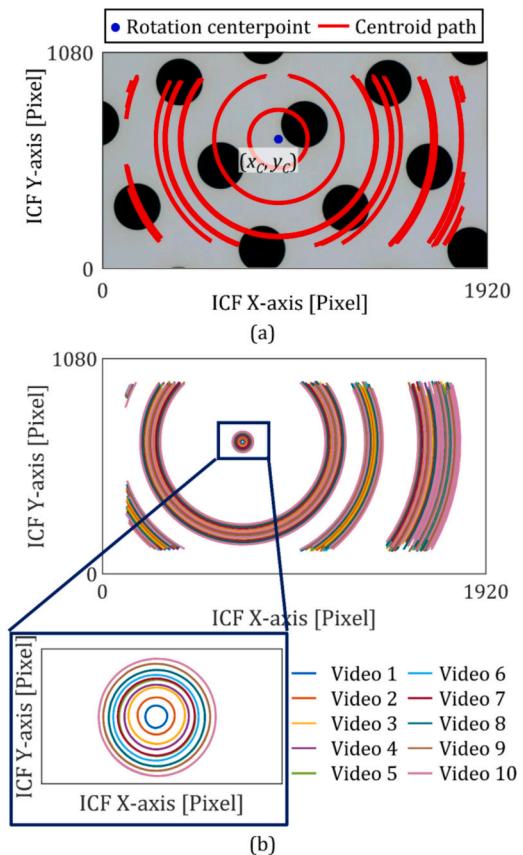 Rotation centerpoint Centroid path
1080
ICF Y-axis [Pixel]
(x_C, y_C)
0
0 1920
ICF X-axis [Pixel]
(a)
1080
ICF Y-axis [Pixel]
0
0 1920
ICF X-axis [Pixel]
ICF Y-axis [Pixel]
ICF X-axis [Pixel]
Video 1 Video 6
Video 2 Video 7
Video 3 Video 8
Video 4 Video 9
Video 5 Video 10
(b)